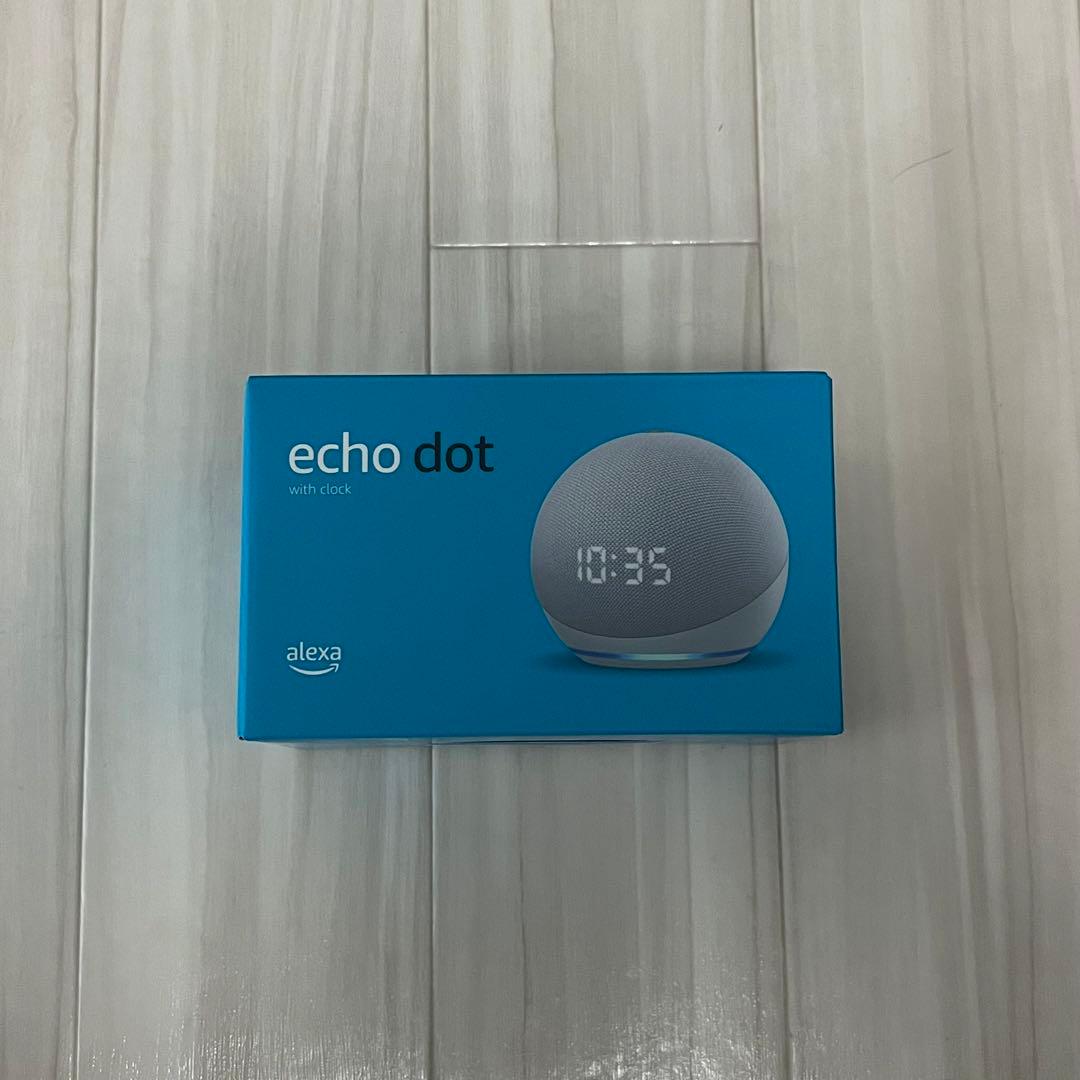 echo dot
with clock
10:35
alexa